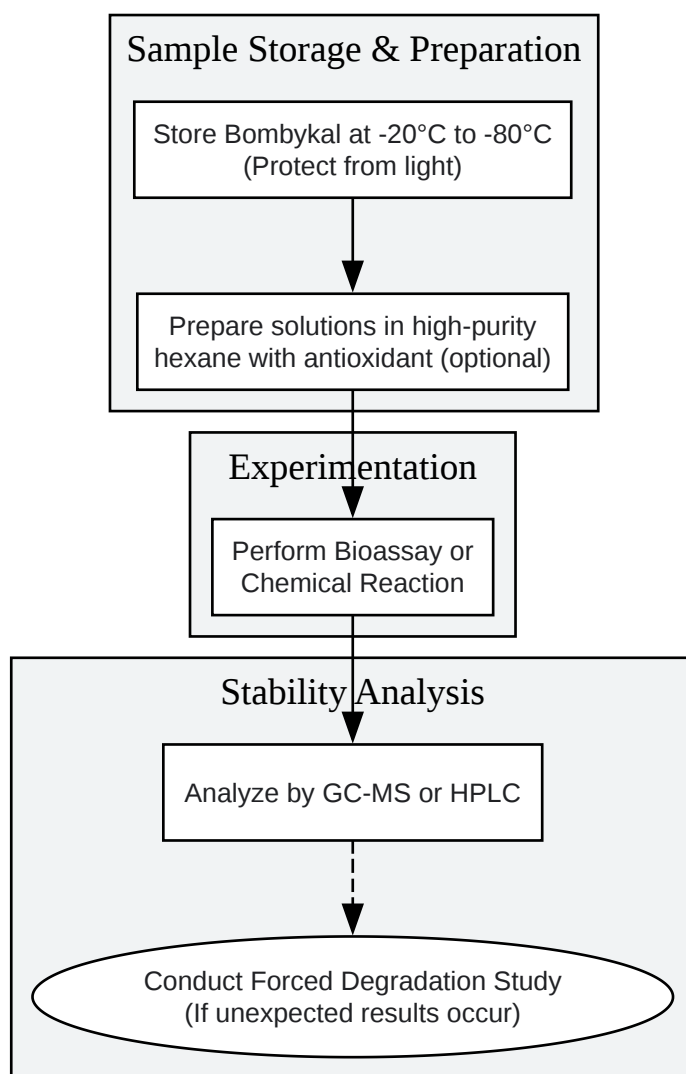 Sample Storage & Preparation
Store Bombykal at -20°C to -80°C
(Protect from light)
Prepare solutions in high-purity
hexane with antioxidant (optional)
Experimentation
Perform Bioassay or
Chemical Reaction
Stability Analysis
Analyze by GC-MS or HPLC
Conduct Forced Degradation Study
(If unexpected results occur)